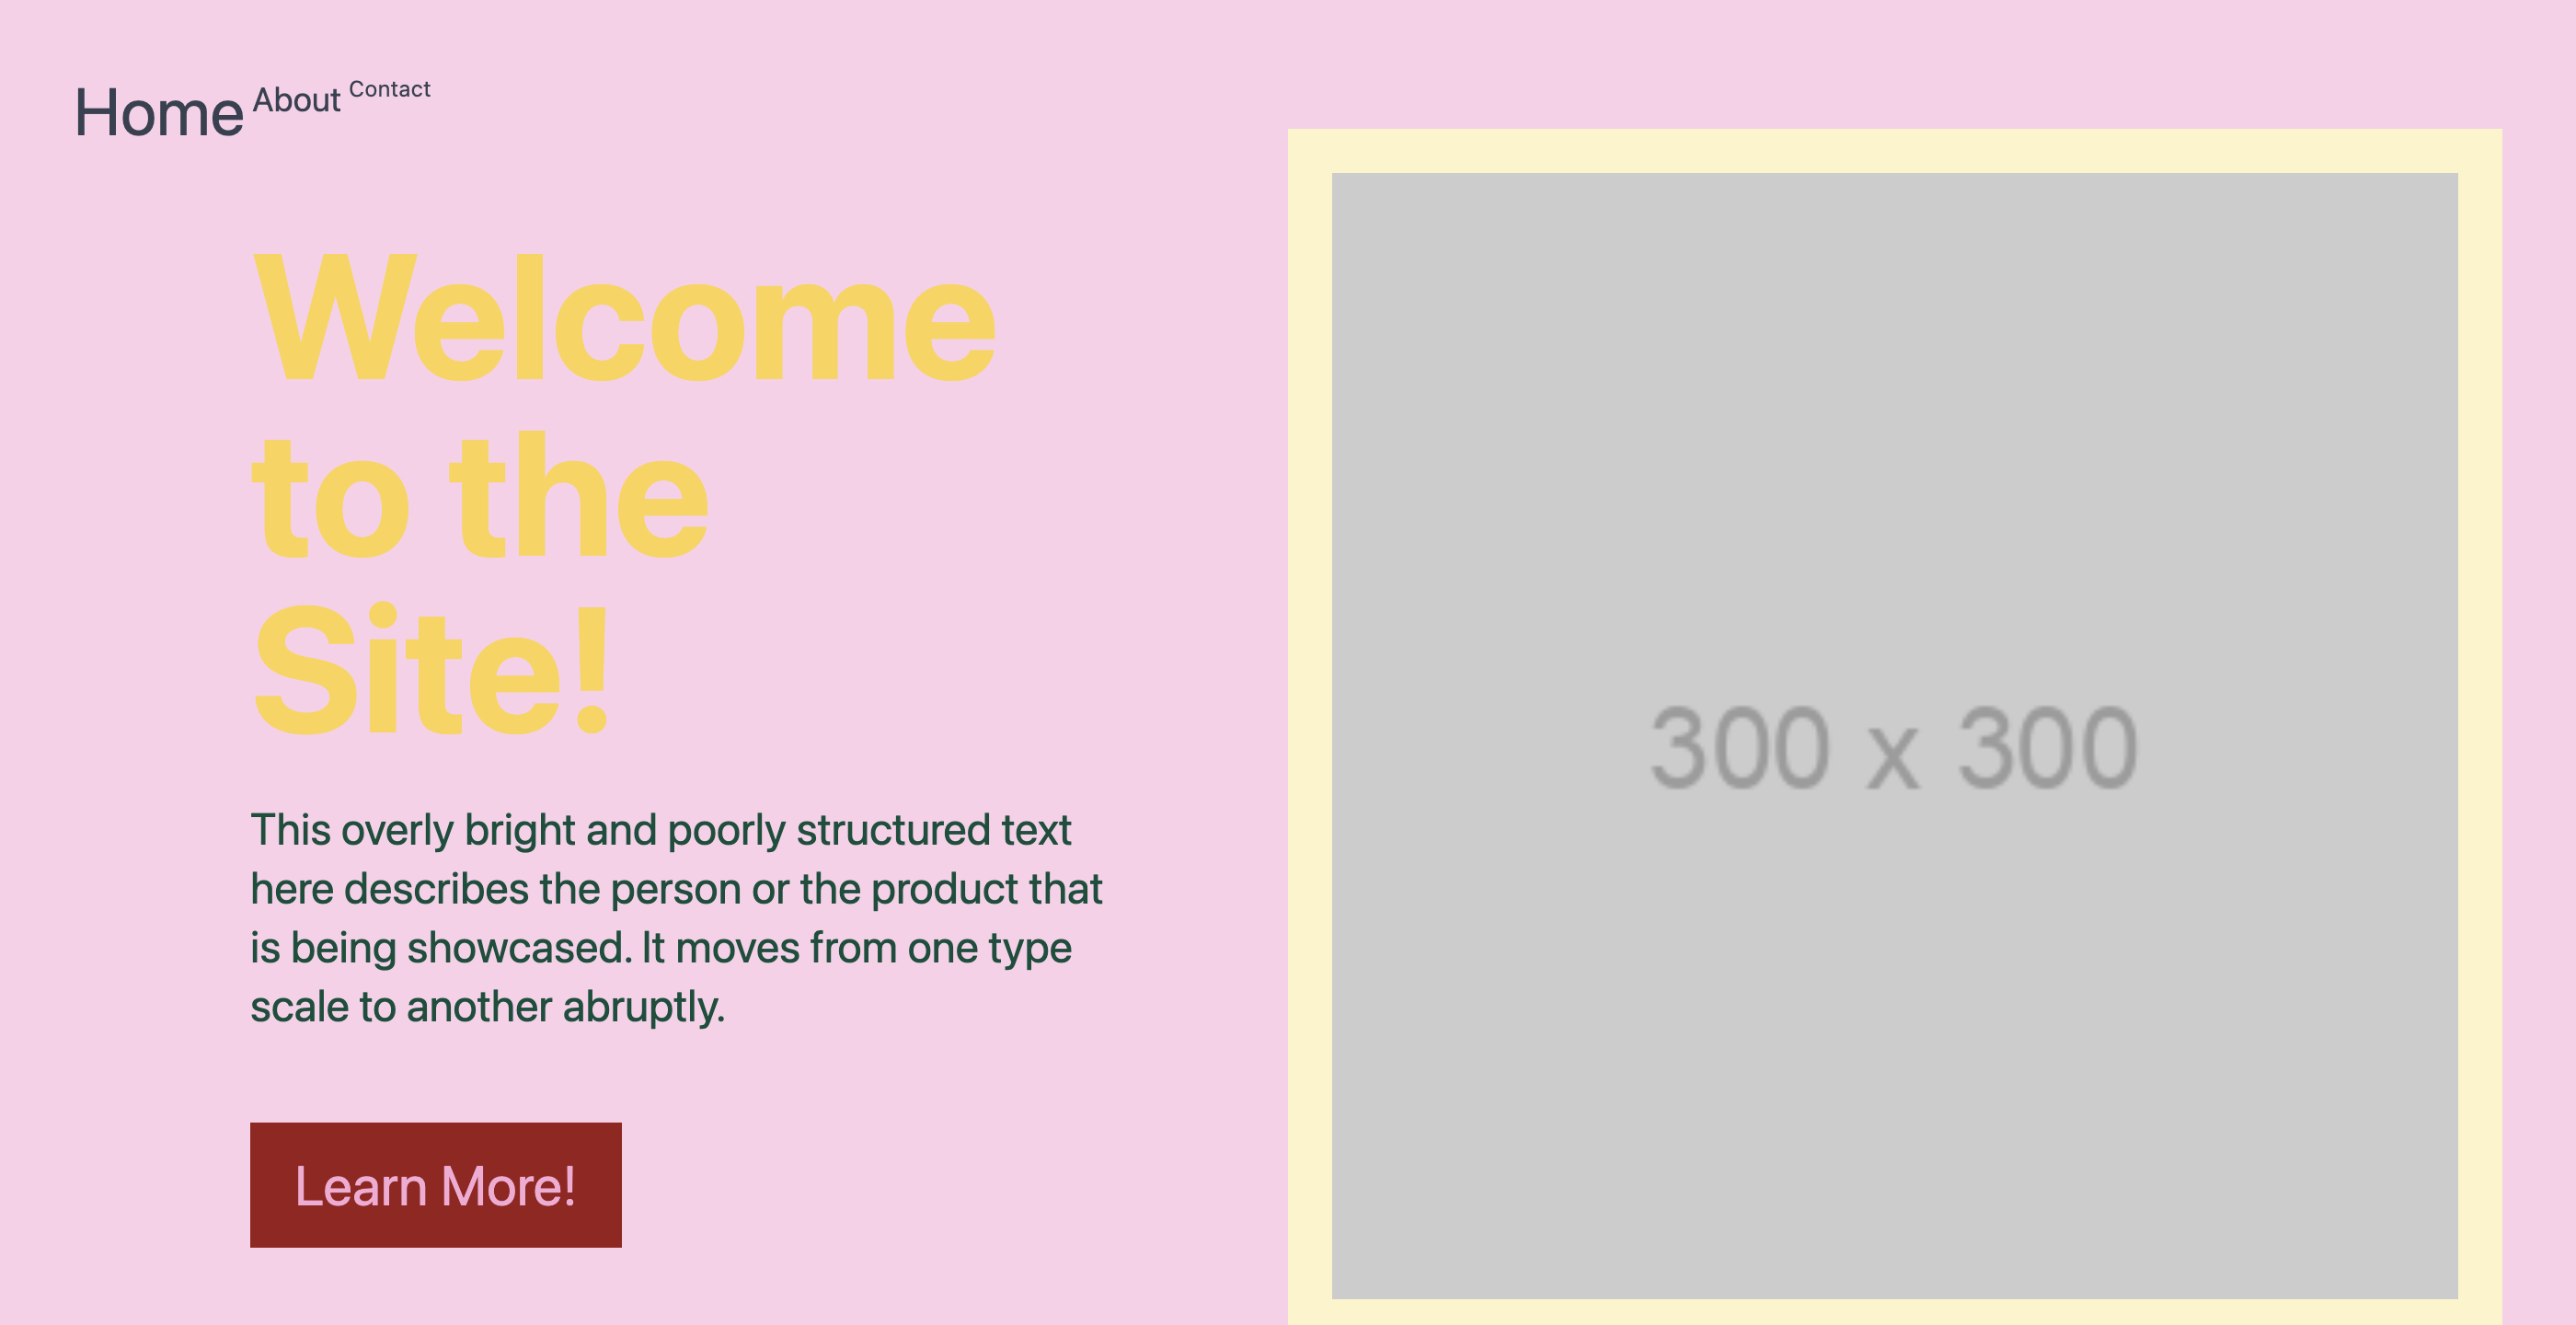 Home About Contact
Welcome
to the
Site!
This overly bright and poorly structured text
here describes the person or the product that
is being showcased. It moves from one type
scale to another abruptly.
Learn More!
300 x 300